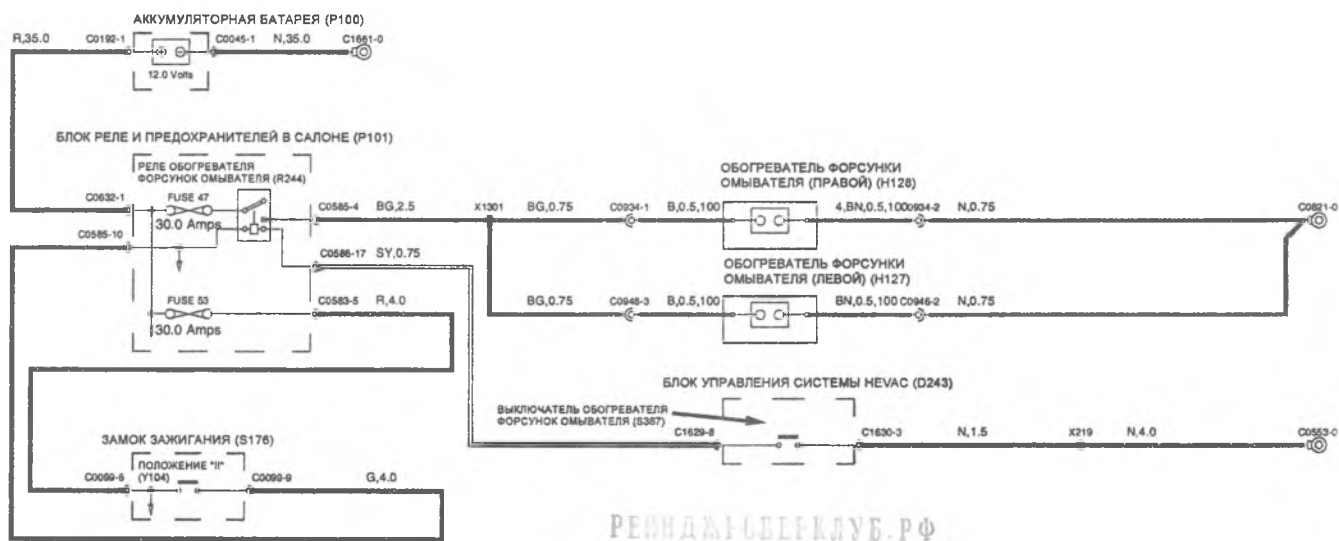 АККУМУЛЯТОРНАЯ БАТАРЕЯ (P100)
R,35.0 C0192-1 C0045-1 N,35.0 C1661-0
12.0 Volts
БЛОК РЕЛЕ И ПРЕДОХРАНИТЕЛЕЙ В САЛОНЕ (P101)
РЕЛЕ ОБОГРЕВАТЕЛЯ
ФОРСУНОК ОМЫВАТЕЛЯ (R244)
ОБОГРЕВАТЕЛЬ ФОРСУНКИ
ОМЫВАТЕЛЯ (ПРАВОЙ) (H128)
C0632-1 FUSE 47 C0585-4 BG,2.5 X1301 BG,0.75 C0934-1 B,0.5,100 4,BN,0.5,100 C0934-2 N,0.75 C0821-0
30.0 Amps
C0585-10
C0586-17 SY,0.75
ОБОГРЕВАТЕЛЬ ФОРСУНКИ
ОМЫВАТЕЛЯ (ЛЕВОЙ) (H127)
FUSE 53 C0583-5 R,4.0 BG,0.75 C0946-3 B,0.5,100 BN,0.5,100 C0946-2 N,0.75
30.0 Amps
БЛОК УПРАВЛЕНИЯ СИСТЕМЫ HEVAC (D243)
ВЫКЛЮЧАТЕЛЬ ОБОГРЕВАТЕЛЯ
ФОРСУНОК ОМЫВАТЕЛЯ (S367)
C1629-8 C1630-3 N,1.5 X219 N,4.0 C0553-0
ЗАМОК ЗАЖИГАНИЯ (S176)
ПОЛОЖЕНИЕ "II"
(Y104)
C0099-6 C0099-9 G,4.0
РЕЙНДЖРОВЕРКЛУБ.РФ